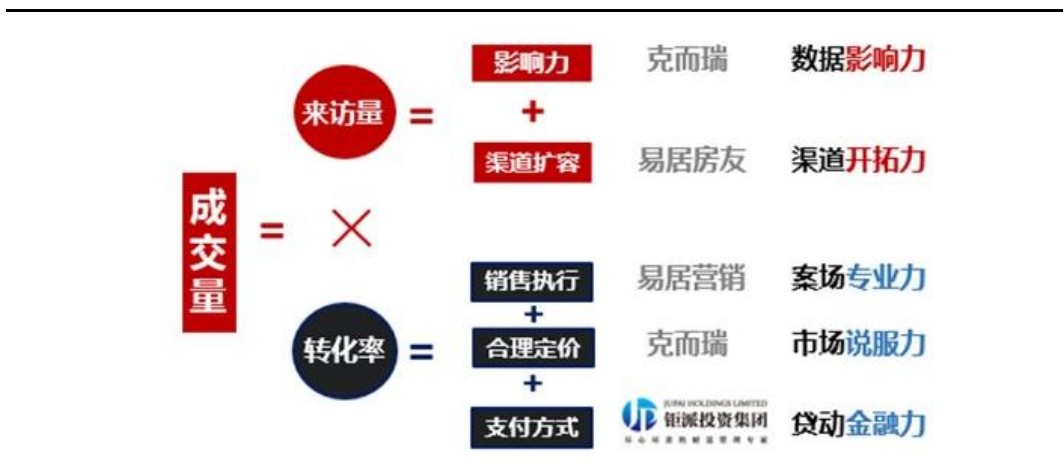 影响力 克而瑞 数据影响力
来访量 = +
渠道扩容 易居房友 渠道开拓力
成交量 = ×
销售执行 易居营销 案场专业力
+
转化率 = 合理定价 克而瑞 市场说服力
+
JUPAI HOLDINGS LIMITED
支付方式 钜派投资集团 贷动金融力